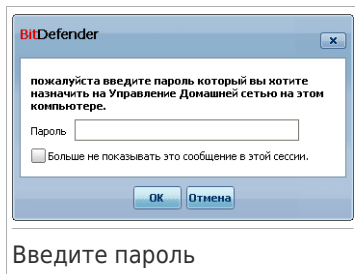 BitDefender
пожалуйста введите пароль который вы хотите
назначить на Управление Домашней сетью на этом
компьютере.
Пароль
Больше не показывать это сообщение в этой сессии.
OK Отмена
Введите пароль